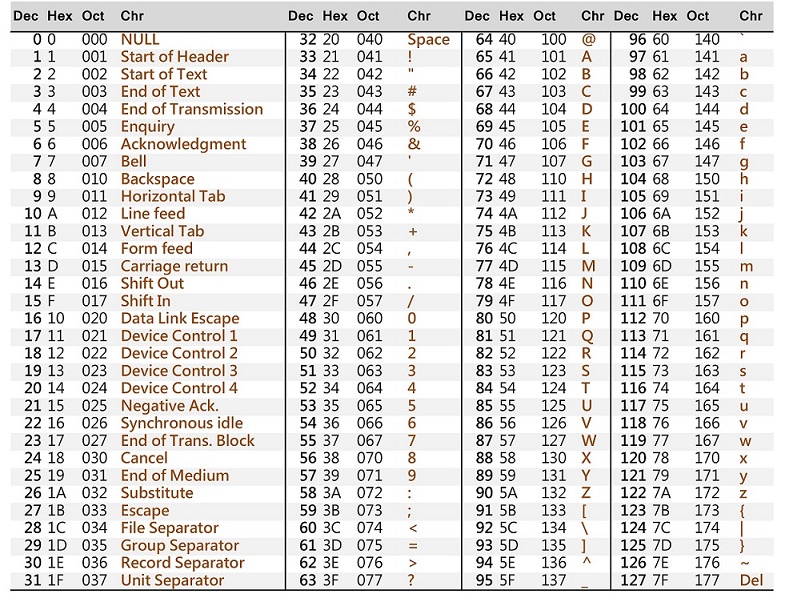 Dec Hex Oct Chr Dec Hex Oct Chr Dec Hex Oct Chr Dec Hex Oct Chr
0 0 000 NULL 32 20 040 Space 64 40 100 @ 96 60 140 `
1 1 001 Start of Header 33 21 041 ! 65 41 101 A 97 61 141 a
2 2 002 Start of Text 34 22 042 " 66 42 102 B 98 62 142 b
3 3 003 End of Text 35 23 043 # 67 43 103 C 99 63 143 c
4 4 004 End of Transmission 36 24 044 $ 68 44 104 D 100 64 144 d
5 5 005 Enquiry 37 25 045 % 69 45 105 E 101 65 145 e
6 6 006 Acknowledgment 38 26 046 & 70 46 106 F 102 66 146 f
7 7 007 Bell 39 27 047 ' 71 47 107 G 103 67 147 g
8 8 010 Backspace 40 28 050 ( 72 48 110 H 104 68 150 h
9 9 011 Horizontal Tab 41 29 051 ) 73 49 111 I 105 69 151 i
10 A 012 Line feed 42 2A 052 * 74 4A 112 J 106 6A 152 j
11 B 013 Vertical Tab 43 2B 053 + 75 4B 113 K 107 6B 153 k
12 C 014 Form feed 44 2C 054 , 76 4C 114 L 108 6C 154 l
13 D 015 Carriage return 45 2D 055 - 77 4D 115 M 109 6D 155 m
14 E 016 Shift Out 46 2E 056 . 78 4E 116 N 110 6E 156 n
15 F 017 Shift In 47 2F 057 / 79 4F 117 O 111 6F 157 o
16 10 020 Data Link Escape 48 30 060 0 80 50 120 P 112 70 160 p
17 11 021 Device Control 1 49 31 061 1 81 51 121 Q 113 71 161 q
18 12 022 Device Control 2 50 32 062 2 82 52 122 R 114 72 162 r
19 13 023 Device Control 3 51 33 063 3 83 53 123 S 115 73 163 s
20 14 024 Device Control 4 52 34 064 4 84 54 124 T 116 74 164 t
21 15 025 Negative Ack. 53 35 065 5 85 55 125 U 117 75 165 u
22 16 026 Synchronous idle 54 36 066 6 86 56 126 V 118 76 166 v
23 17 027 End of Trans. Block 55 37 067 7 87 57 127 W 119 77 167 w
24 18 030 Cancel 56 38 070 8 88 58 130 X 120 78 170 x
25 19 031 End of Medium 57 39 071 9 89 59 131 Y 121 79 171 y
26 1A 032 Substitute 58 3A 072 : 90 5A 132 Z 122 7A 172 z
27 1B 033 Escape 59 3B 073 ; 91 5B 133 [ 123 7B 173 {
28 1C 034 File Separator 60 3C 074 < 92 5C 134 \ 124 7C 174 |
29 1D 035 Group Separator 61 3D 075 = 93 5D 135 ] 125 7D 175 }
30 1E 036 Record Separator 62 3E 076 > 94 5E 136 ^ 126 7E 176 ~
31 1F 037 Unit Separator 63 3F 077 ? 95 5F 137 _ 127 7F 177 Del